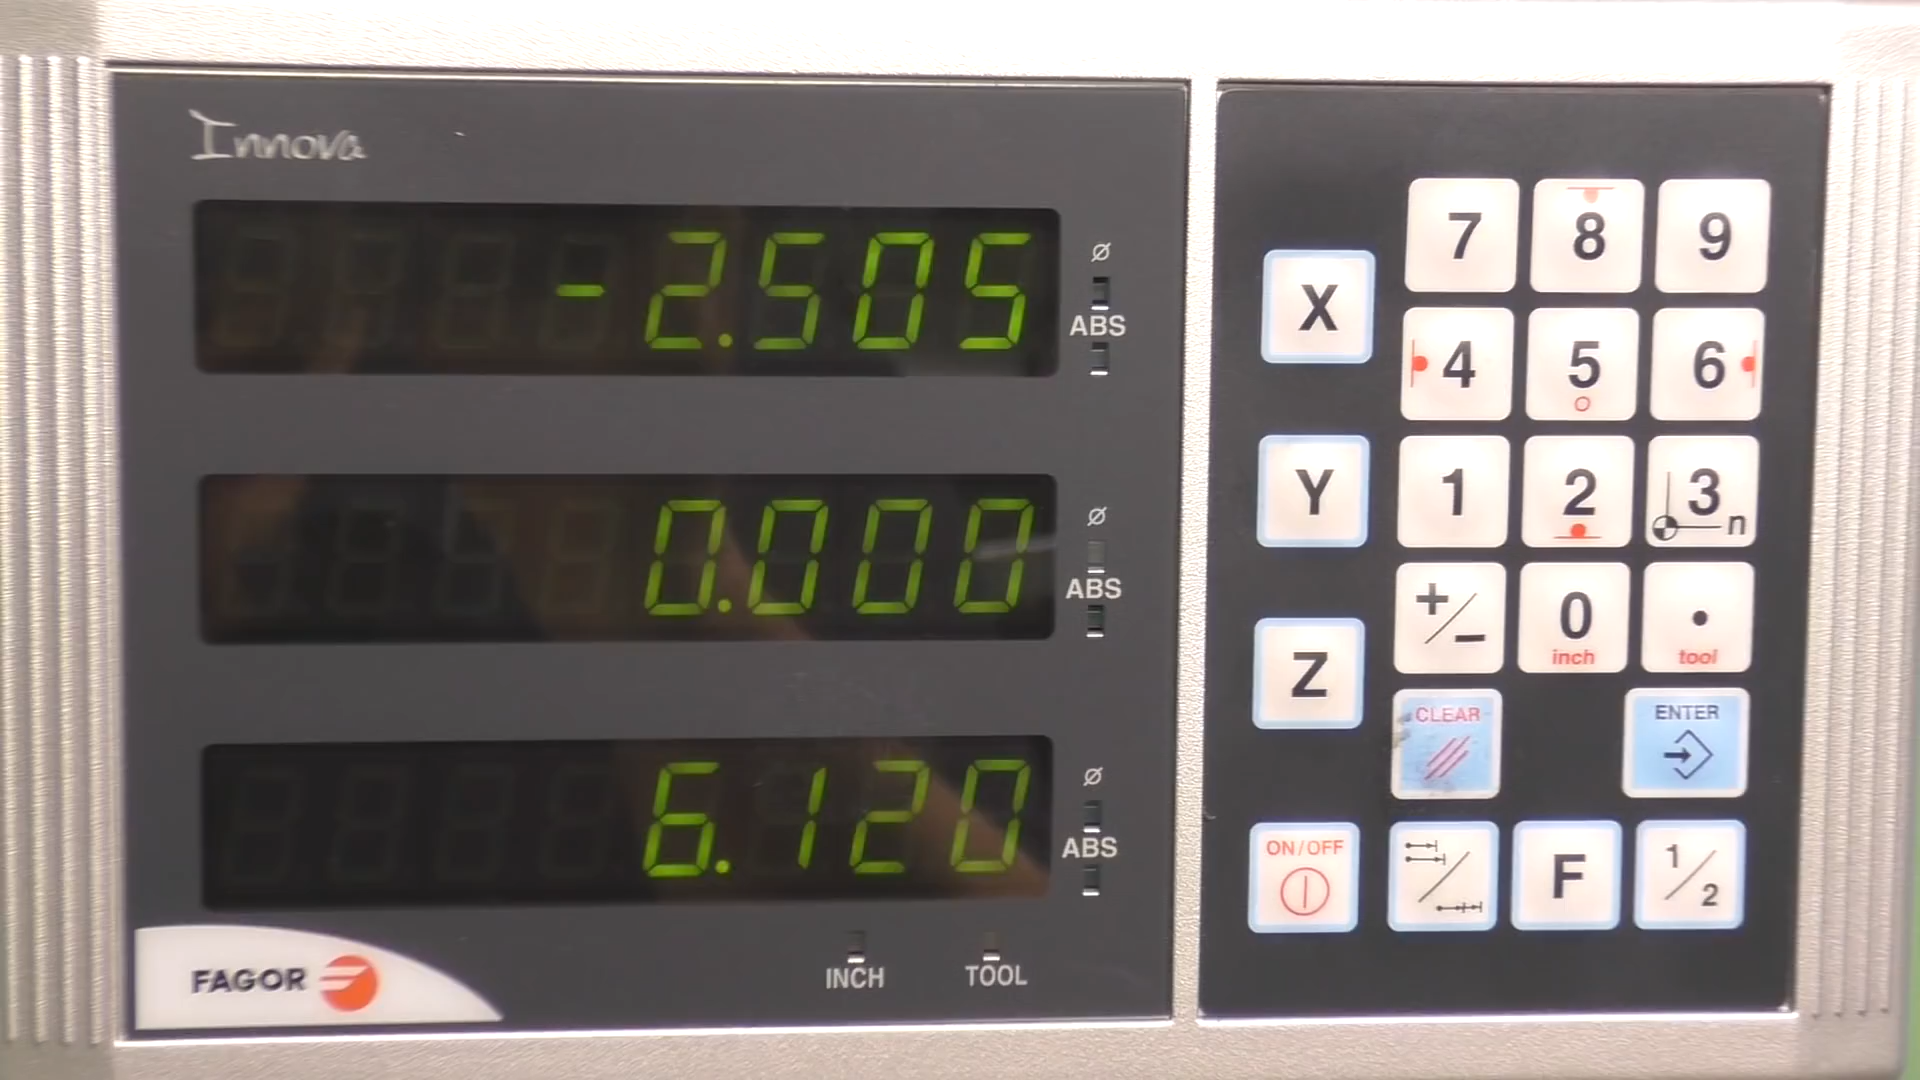 Innova
-2.505
Ø
ABS
0.000
Ø
ABS
6.120
Ø
ABS
INCH TOOL
FAGOR
X
Y
Z
7 8 9
4 5 6
1 2 3 n
+/- 0 .
inch tool
CLEAR ENTER
ON/OFF
F 1/2